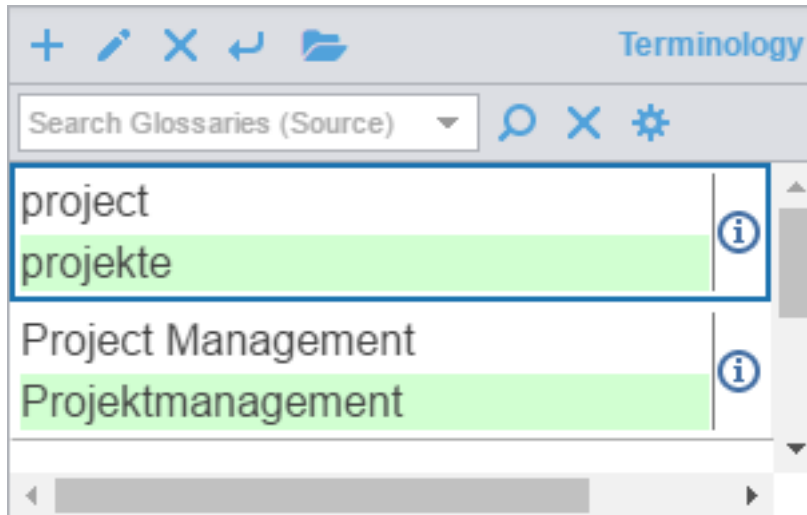 Terminology
Search Glossaries (Source)
project
projekte
Project Management
Projektmanagement